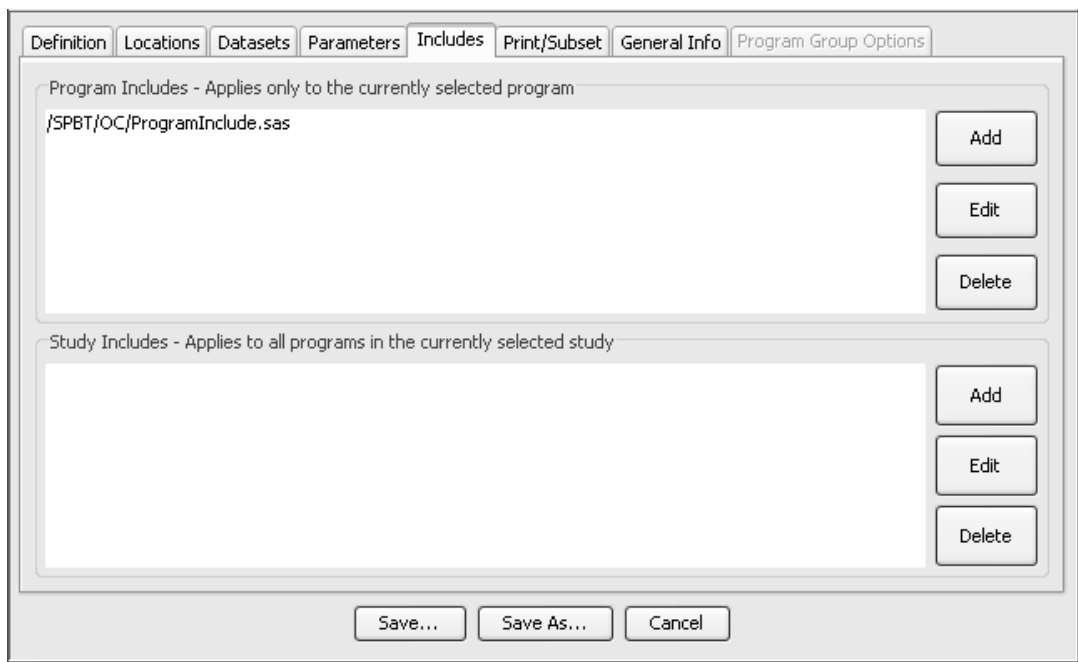 Definition Locations Datasets Parameters Includes Print/Subset General Info Program Group Options
Program Includes - Applies only to the currently selected program
/SPBT/OC/ProgramInclude.sas
Add
Edit
Delete
Study Includes - Applies to all programs in the currently selected study
Add
Edit
Delete
Save... Save As... Cancel